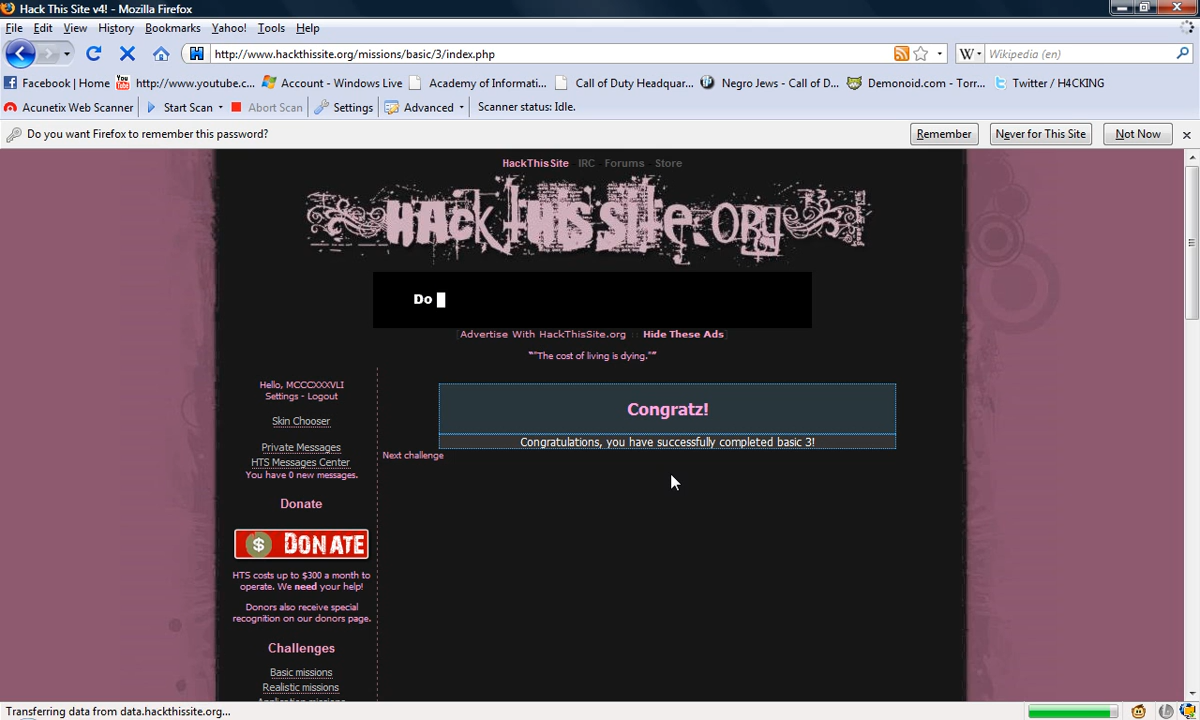 Hack This Site v4! - Mozilla Firefox
File Edit View History Bookmarks Yahoo! Tools Help
http://www.hackthissite.org/missions/basic/3/index.php
W Wikipedia (en)
Facebook | Home http://www.youtube.c... Account - Windows Live Academy of Informati... Call of Duty Headquar... Negro Jews - Call of D... Demonoid.com - Torr... Twitter / H4CKING
Acunetix Web Scanner Start Scan Abort Scan Settings Advanced Scanner status: Idle.
Do you want Firefox to remember this password? Remember Never for This Site Not Now
HackThisSite IRC Forums Store
HAck THIS SIte.ORg
Do
[Advertise With HackThisSite.org :: Hide These Ads]
""The cost of living is dying.""
Hello, MCCCXXXVLI
Settings - Logout
Skin Chooser
Private Messages
HTS Messages Center
You have 0 new messages.
Donate
$ DONATE
HTS costs up to $300 a month to
operate. We need your help!
Donors also receive special
recognition on our donors page.
Challenges
Basic missions
Realistic missions
Congratz!
Congratulations, you have successfully completed basic 3!
Next challenge
Transferring data from data.hackthissite.org...